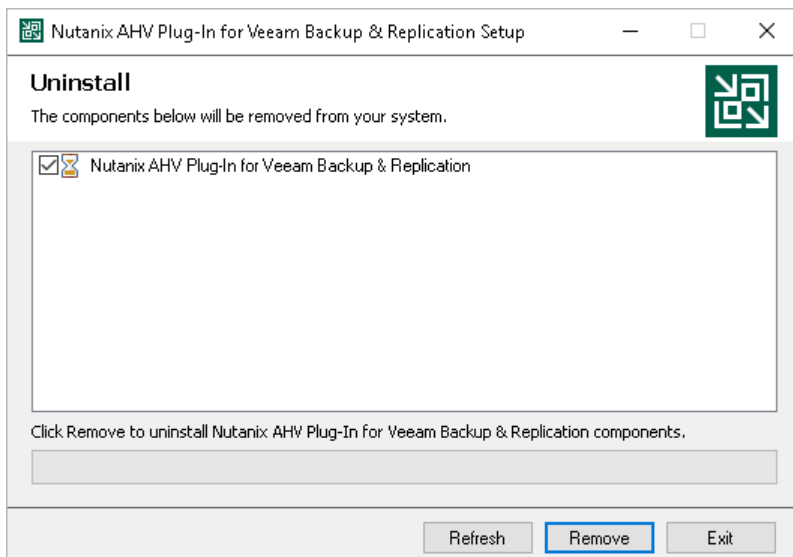 Nutanix AHV Plug-In for Veeam Backup & Replication Setup
Uninstall
The components below will be removed from your system.
Nutanix AHV Plug-In for Veeam Backup & Replication
Click Remove to uninstall Nutanix AHV Plug-In for Veeam Backup & Replication components.
Refresh Remove Exit